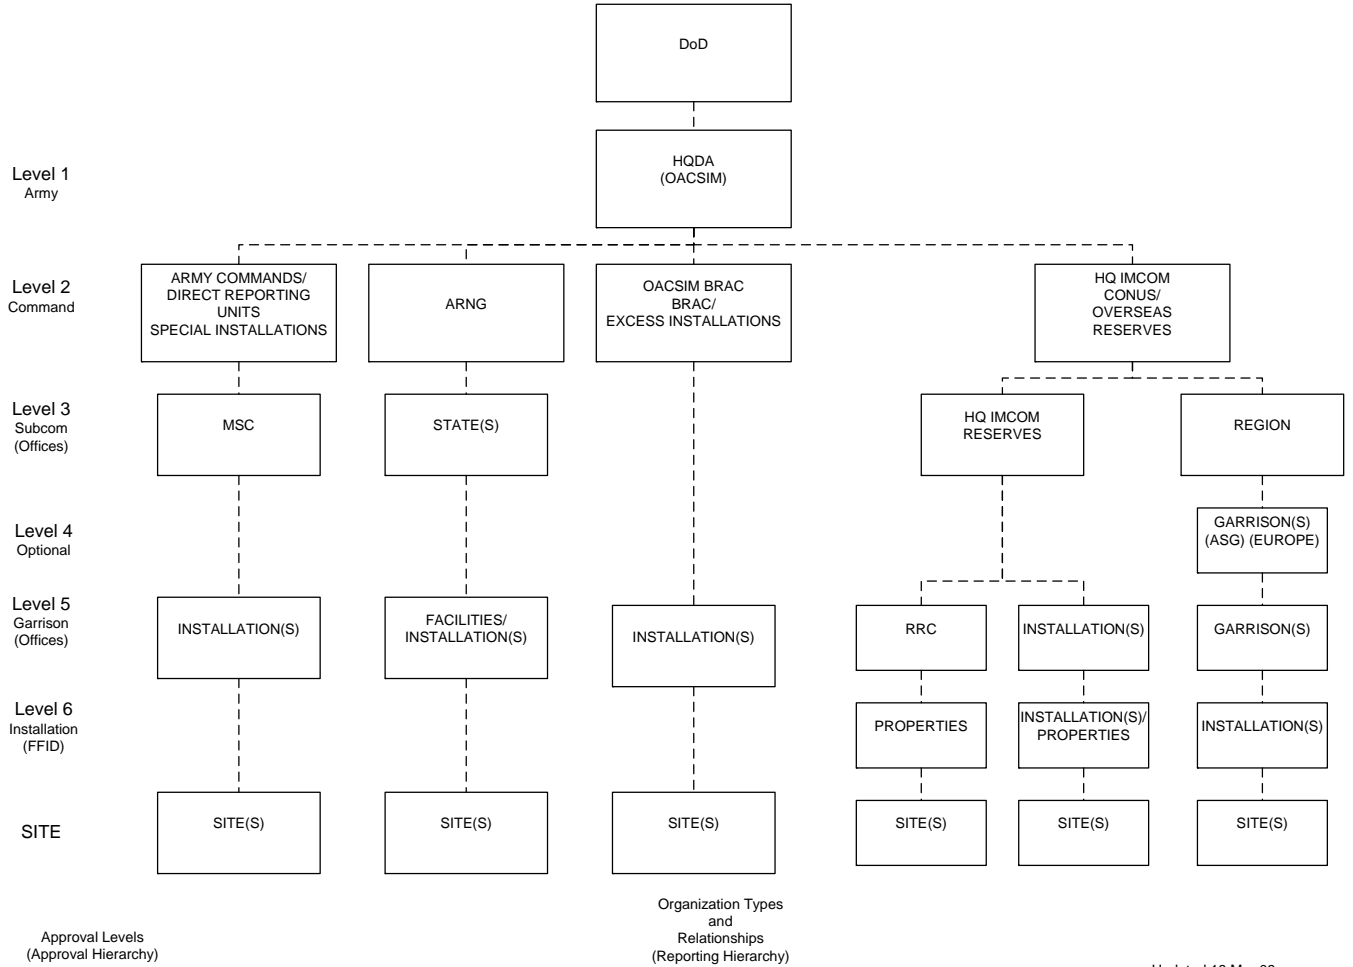 DoD
Level 1
Army
HQDA
(OACSIM)
Level 2
Command
ARMY COMMANDS/
DIRECT REPORTING
UNITS
SPECIAL INSTALLATIONS
ARNG
OACSIM BRAC
BRAC/
EXCESS INSTALLATIONS
HQ IMCOM
CONUS/
OVERSEAS
RESERVES
Level 3
Subcom
(Offices)
MSC
STATE(S)
HQ IMCOM
RESERVES
REGION
Level 4
Optional
GARRISON(S)
(ASG) (EUROPE)
Level 5
Garrison
(Offices)
INSTALLATION(S)
FACILITIES/
INSTALLATION(S)
INSTALLATION(S)
RRC
INSTALLATION(S)
GARRISON(S)
Level 6
Installation
(FFID)
PROPERTIES
INSTALLATION(S)/
PROPERTIES
INSTALLATION(S)
SITE
SITE(S)
SITE(S)
SITE(S)
SITE(S)
SITE(S)
SITE(S)
Approval Levels
(Approval Hierarchy)
Organization Types
and
Relationships
(Reporting Hierarchy)